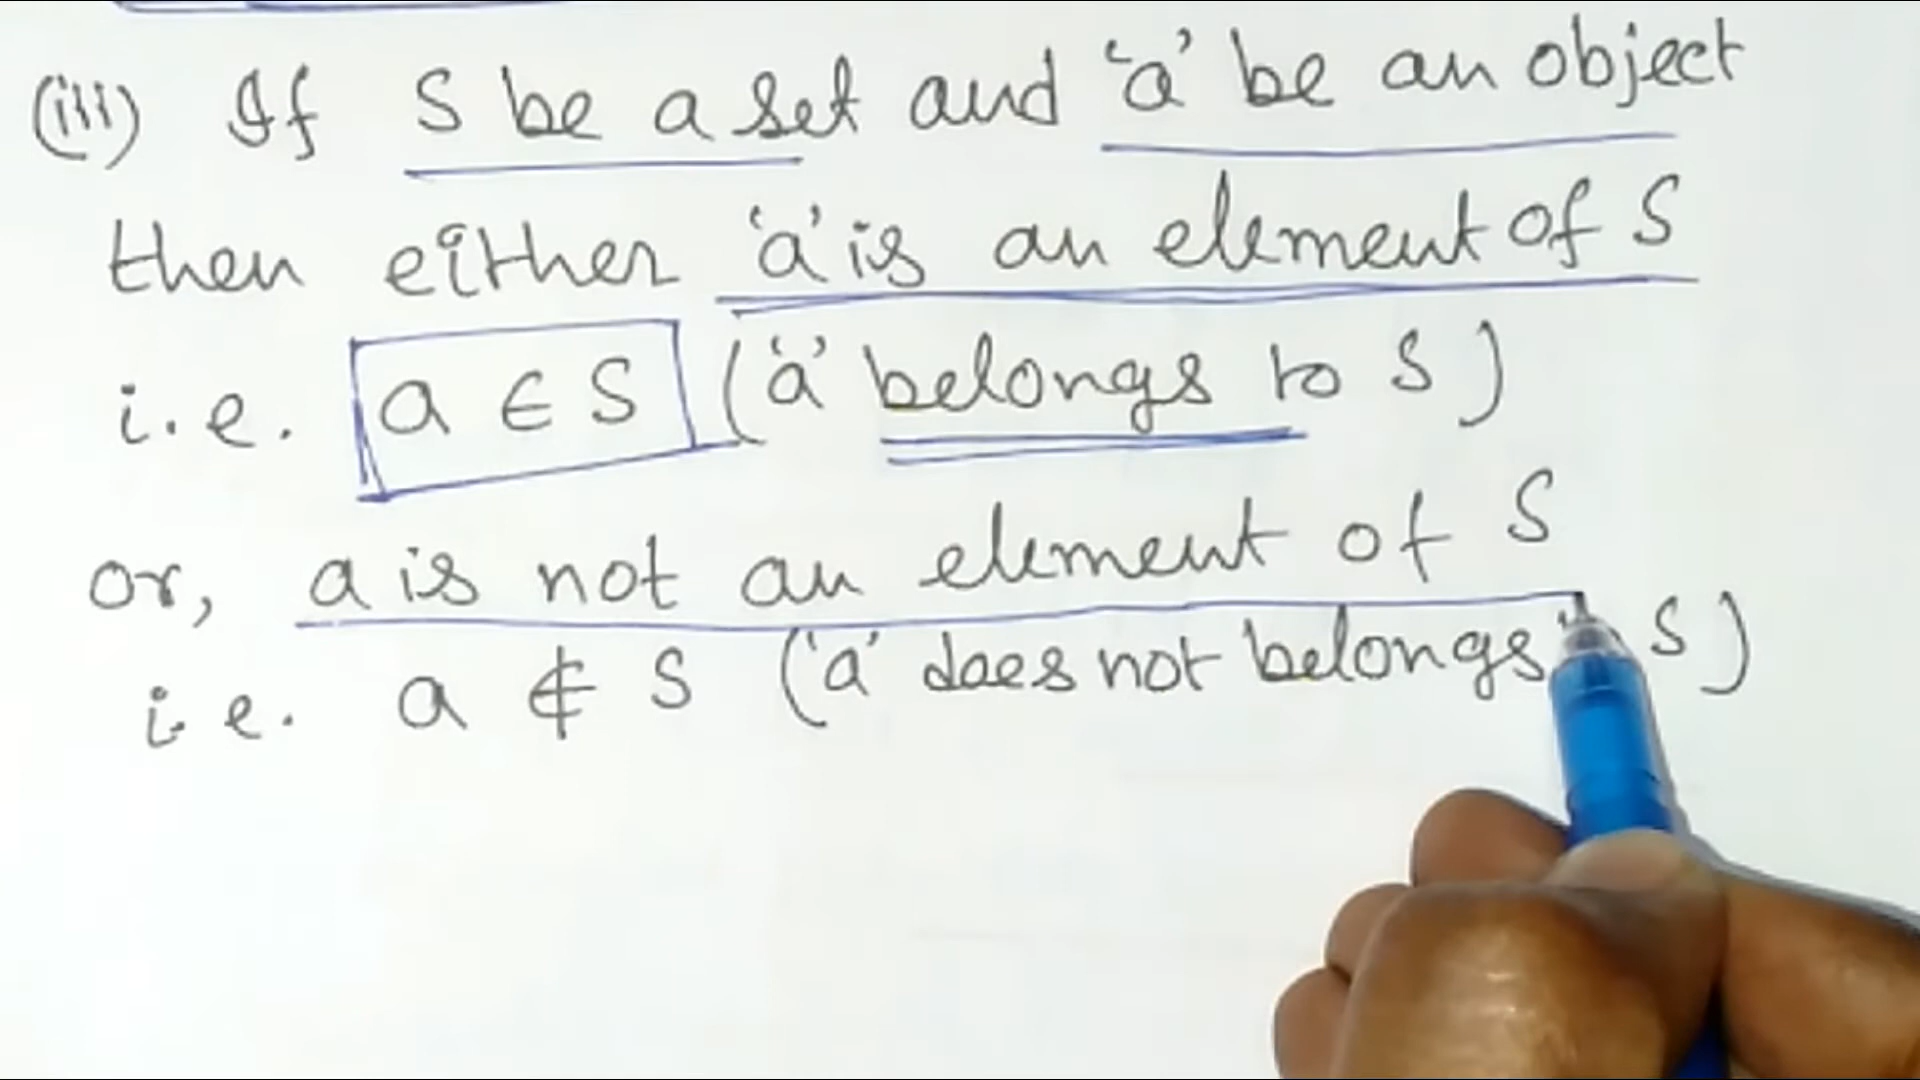 (iii) If S be a set and 'a' be an object
then either 'a' is an element of S
i.e. a ∈ S ('a' belongs to S)
or, a is not an element of S
i.e. a ∉ S ('a' does not belongs S)